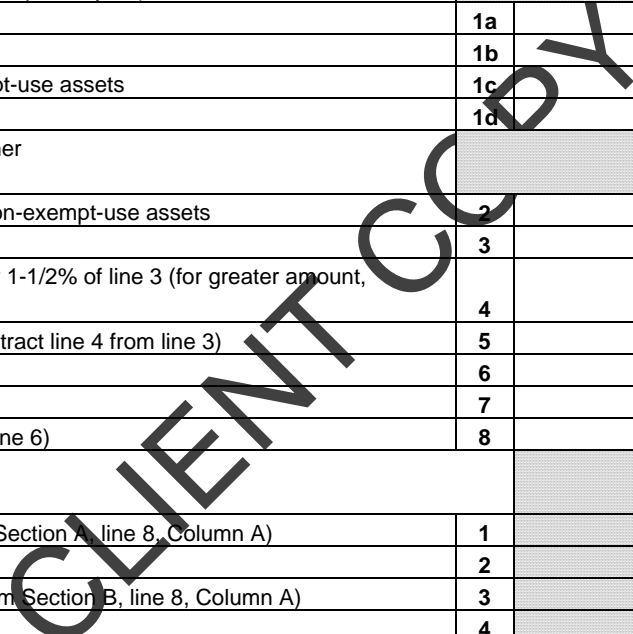 1a
1b
pt-use assets 1c
1d
ner
on-exempt-use assets 2
3
1-1/2% of line 3 (for greater amount,
4
tract line 4 from line 3) 5
6
7
ne 6) 8
Section A, line 8, Column A) 1
2
m Section B, line 8, Column A) 3
4
CLIENT COPY